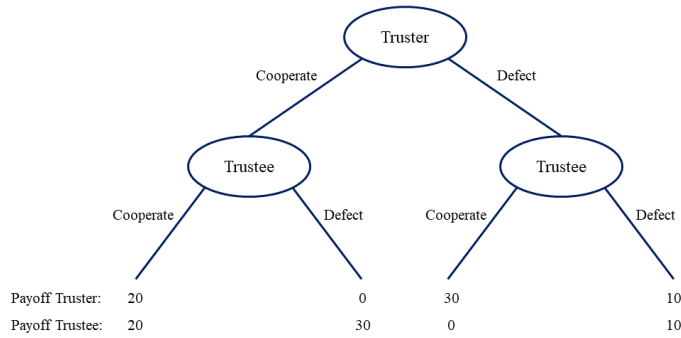 Truster
Cooperate Defect
Trustee Trustee
Cooperate Defect Cooperate Defect
Payoff Truster: 20 0 30 10
Payoff Trustee: 20 30 0 10